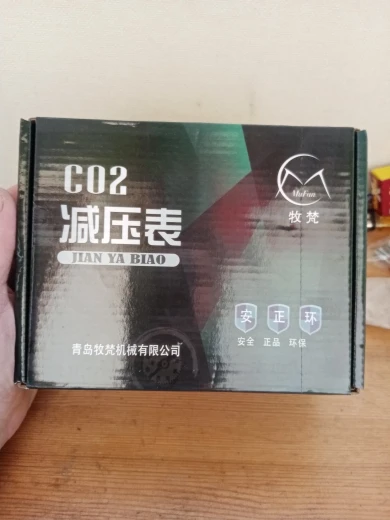 CO2
减压表
JIAN YA BIAO
MuFan
牧梵
安 正 环
安全 正品 环保
青岛牧梵机械有限公司